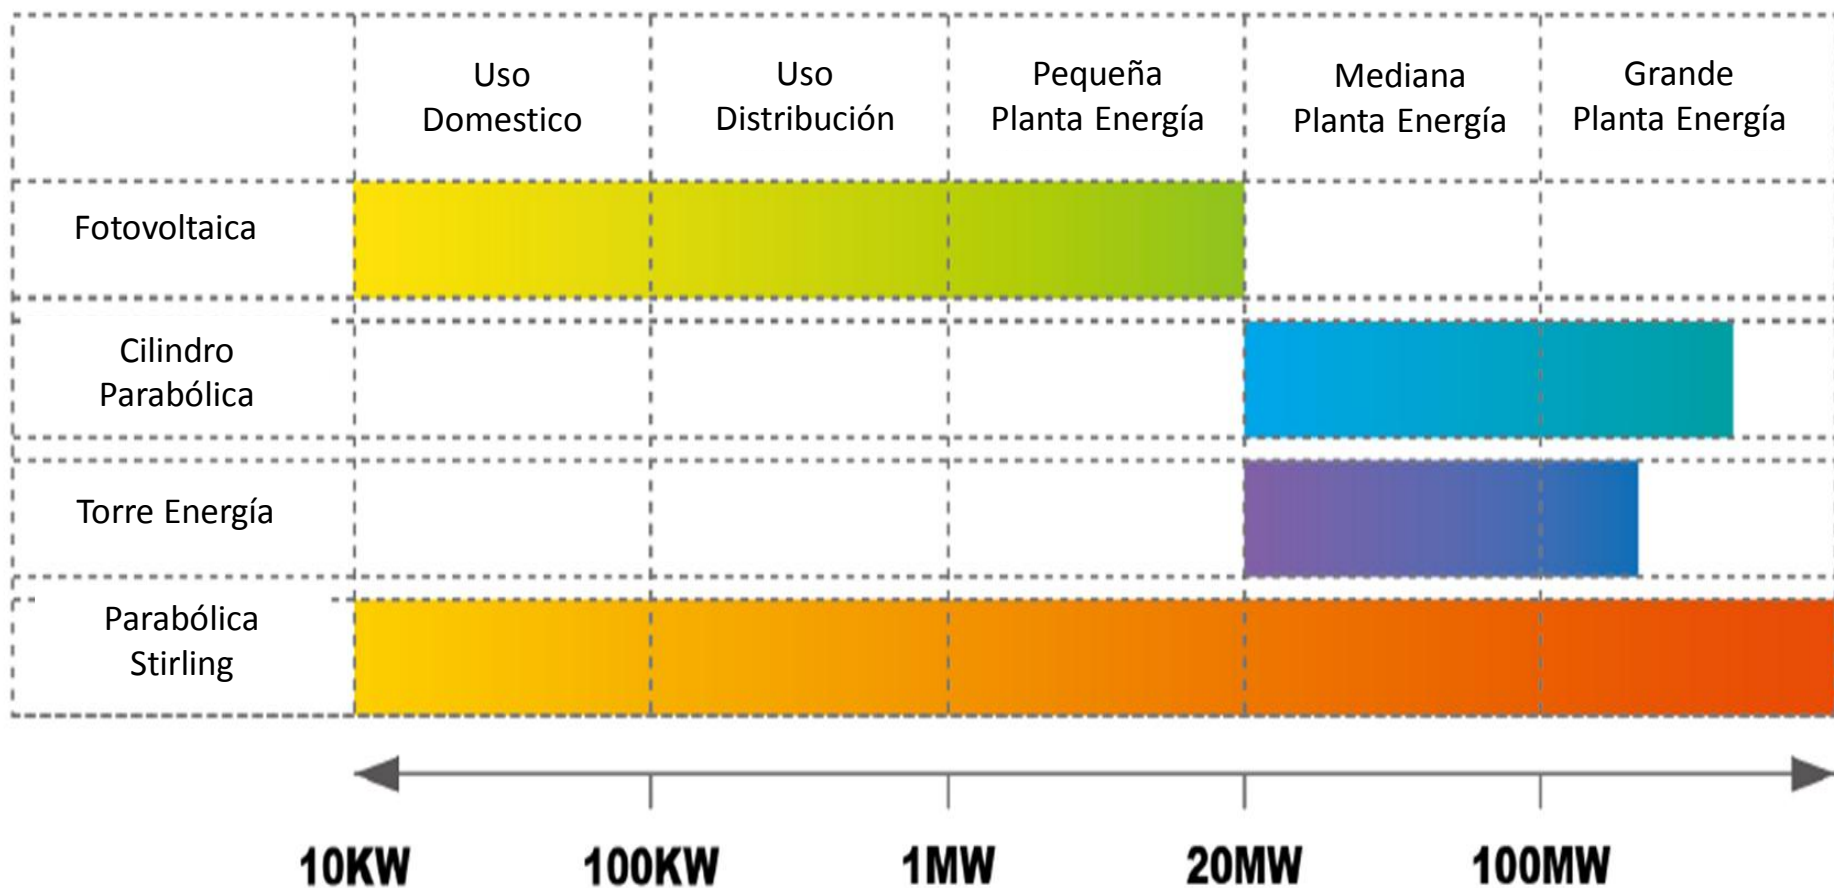 Uso
Domestico
Uso
Distribución
Pequeña
Planta Energía
Mediana
Planta Energía
Grande
Planta Energía
Fotovoltaica
Cilindro
Parabólica
Torre Energía
Parabólica
Stirling
10KW
100KW
1MW
20MW
100MW